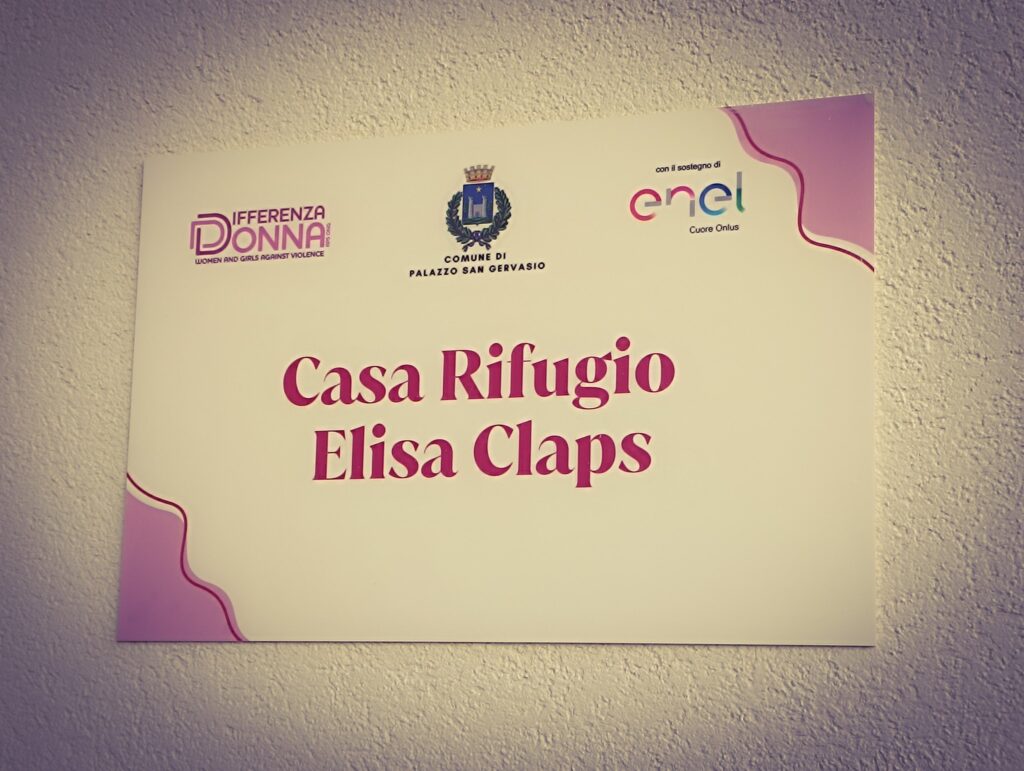 DIFFERENZA
DONNA
WOMEN AND GIRLS AGAINST VIOLENCE
COMUNE DI
PALAZZO SAN GERVASIO
con il sostegno di
enel
Cuore Onlus
Casa Rifugio
Elisa Claps